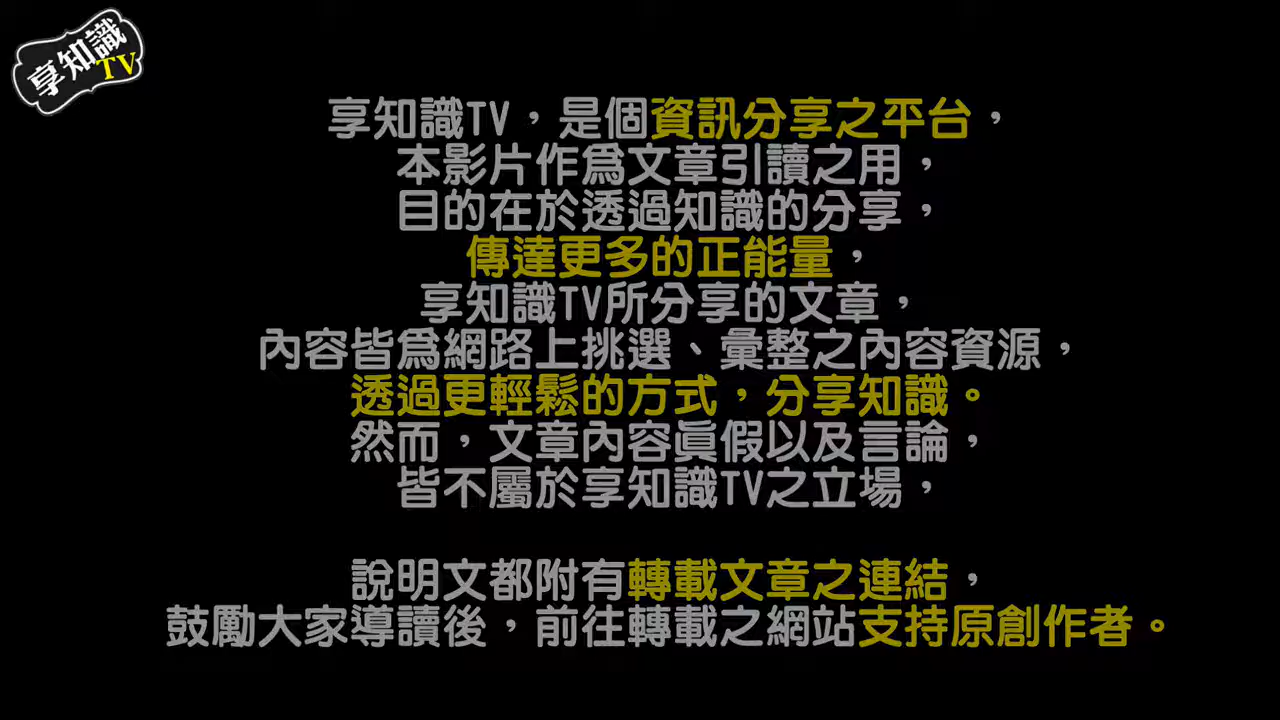 享知識TV
享知識TV，是個資訊分享之平台，
本影片作為文章引讀之用，
目的在於透過知識的分享，
傳達更多的正能量，
享知識TV所分享的文章，
內容皆為網路上挑選、彙整之內容資源，
透過更輕鬆的方式，分享知識。
然而，文章內容眞假以及言論，
皆不屬於享知識TV之立場，
說明文都附有轉載文章之連結，
鼓勵大家導讀後，前往轉載之網站支持原創作者。